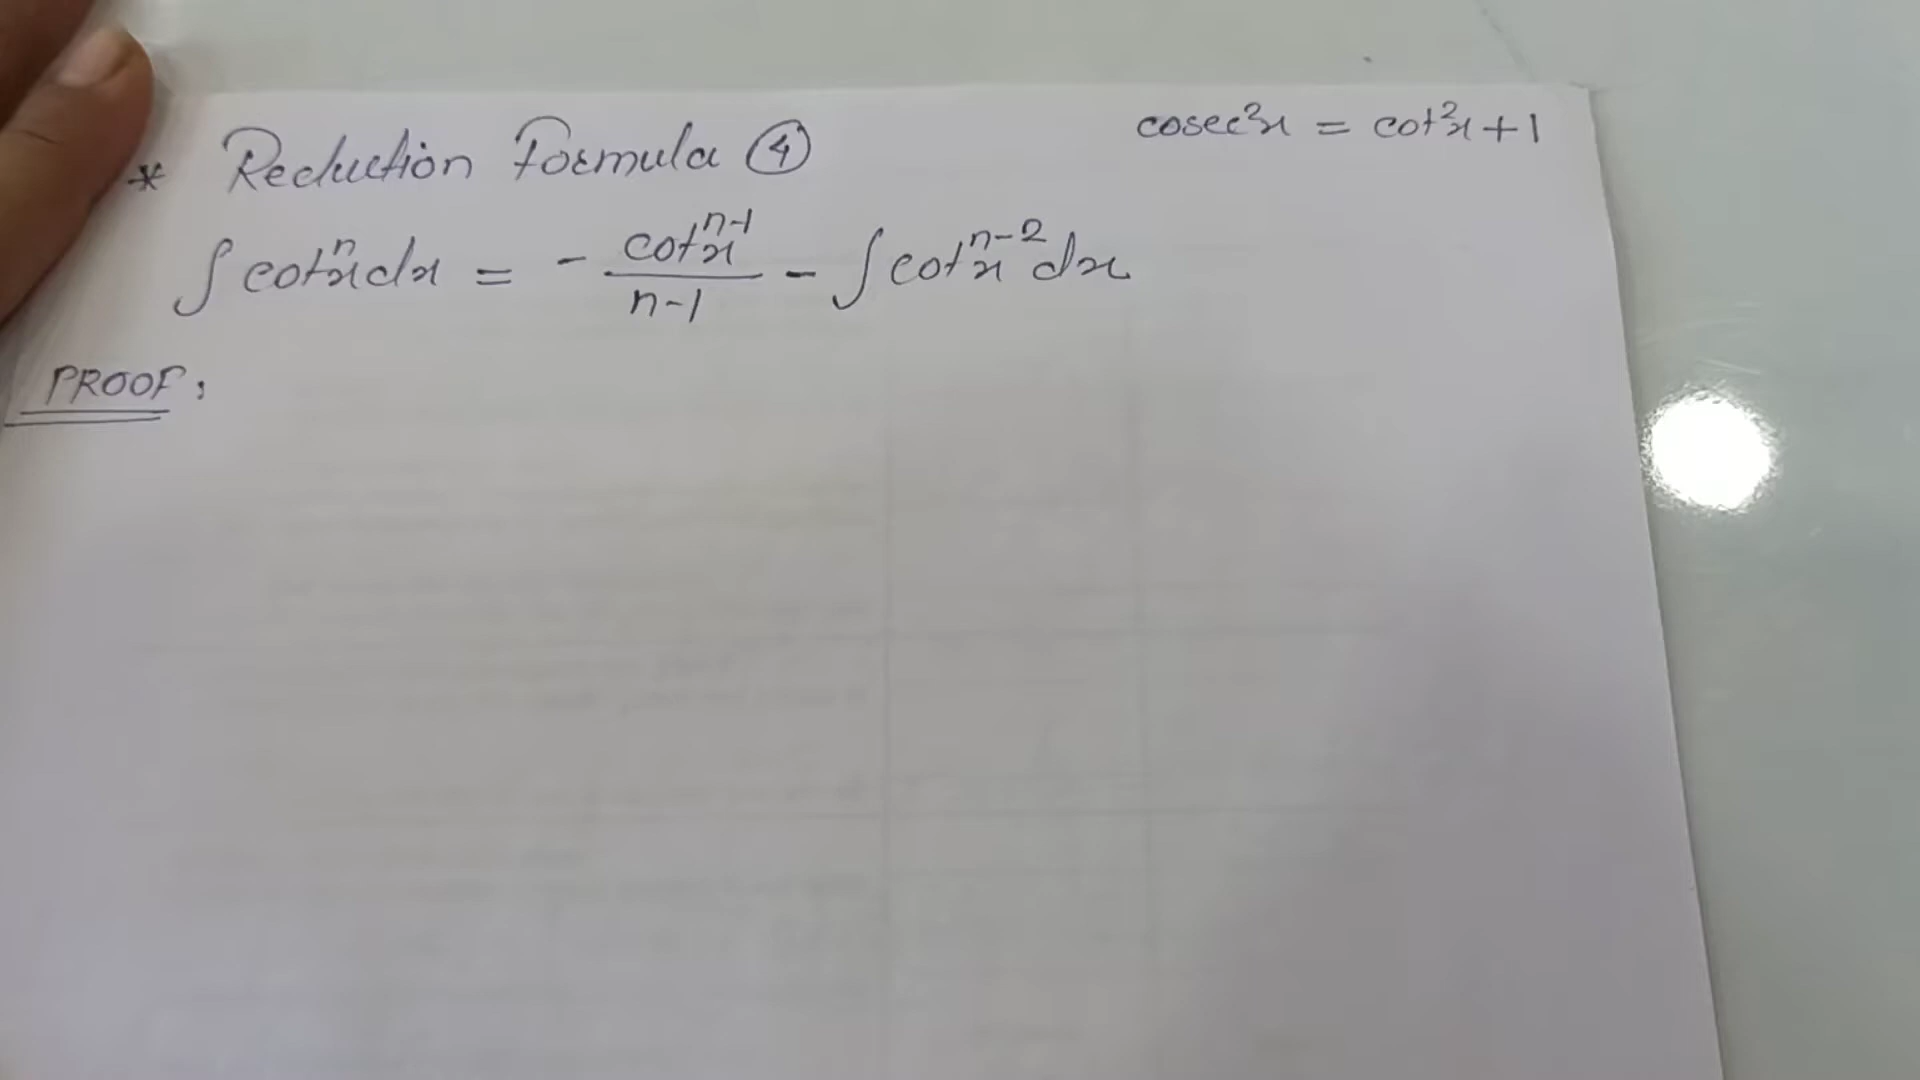 * Reduction Formula ④
cosec²x = cot²x + 1
∫ cotⁿx dx = - cotⁿ⁻¹x / n-1 - ∫ cotⁿ⁻²x dx
PROOF: